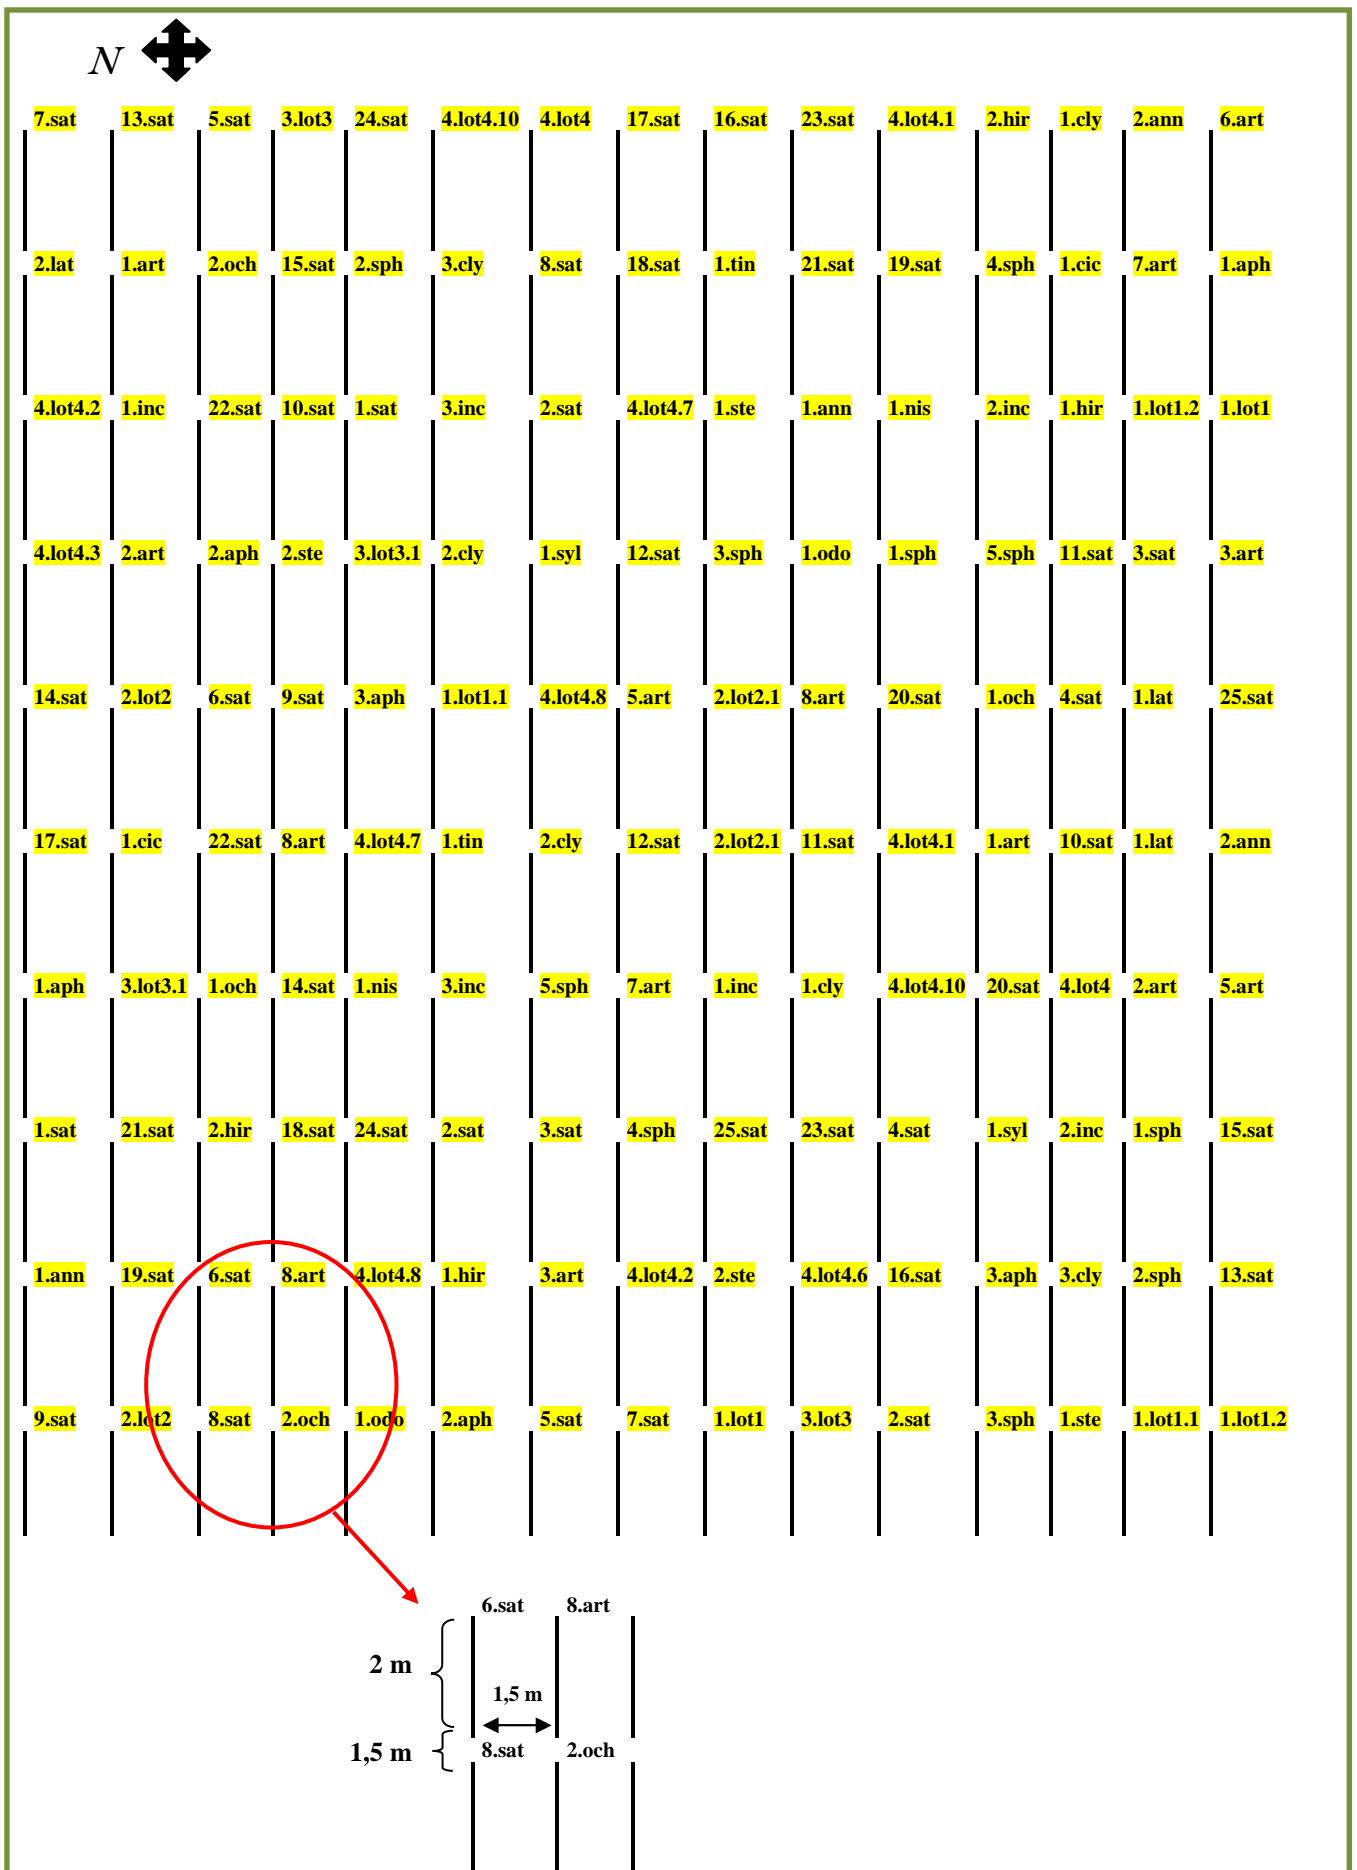 N
7.sat 13.sat 5.sat 3.lot3 24.sat 4.lot4.10 4.lot4 17.sat 16.sat 23.sat 4.lot4.1 2.hir 1.cly 2.ann 6.art
2.lat 1.art 2.och 15.sat 2.sph 3.cly 8.sat 18.sat 1.tin 21.sat 19.sat 4.sph 1.cic 7.art 1.aph
4.lot4.2 1.inc 22.sat 10.sat 1.sat 3.inc 2.sat 4.lot4.7 1.ste 1.ann 1.nis 2.inc 1.hir 1.lot1.2 1.lot1
4.lot4.3 2.art 2.aph 2.ste 3.lot3.1 2.cly 1.syl 12.sat 3.sph 1.odo 1.sph 5.sph 11.sat 3.sat 3.art
14.sat 2.lot2 6.sat 9.sat 3.aph 1.lot1.1 4.lot4.8 5.art 2.lot2.1 8.art 20.sat 1.och 4.sat 1.lat 25.sat
17.sat 1.cic 22.sat 8.art 4.lot4.7 1.tin 2.cly 12.sat 2.lot2.1 11.sat 4.lot4.1 1.art 10.sat 1.lat 2.ann
1.aph 3.lot3.1 1.och 14.sat 1.nis 3.inc 5.sph 7.art 1.inc 1.cly 4.lot4.10 20.sat 4.lot4 2.art 5.art
1.sat 21.sat 2.hir 18.sat 24.sat 2.sat 3.sat 4.sph 25.sat 23.sat 4.sat 1.syl 2.inc 1.sph 15.sat
1.ann 19.sat 6.sat 8.art 4.lot4.8 1.hir 3.art 4.lot4.2 2.ste 4.lot4.6 16.sat 3.aph 3.cly 2.sph 13.sat
9.sat 2.lot2 8.sat 2.och 1.odo 2.aph 5.sat 7.sat 1.lot1 3.lot3 2.sat 3.sph 1.ste 1.lot1.1 1.lot1.2
6.sat 8.art
2 m
1,5 m
1,5 m 8.sat 2.och